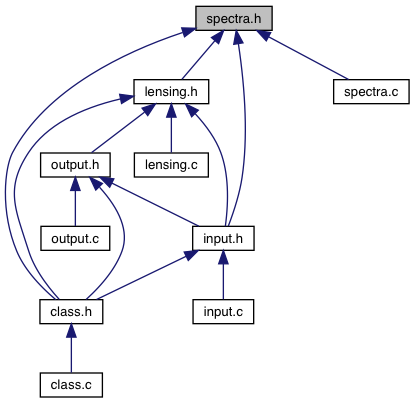 spectra.h
lensing.h
spectra.c
output.h
lensing.c
output.c
input.h
class.h
input.c
class.c